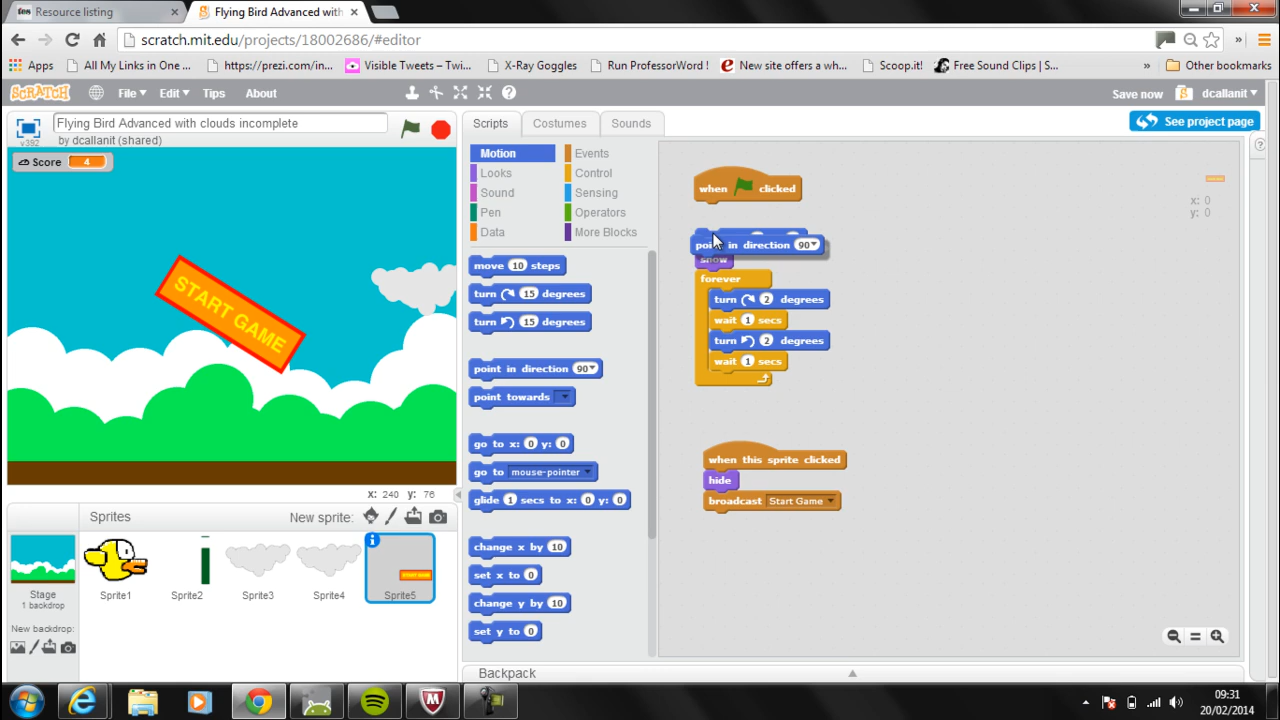 Resource listing
Flying Bird Advanced with
scratch.mit.edu/projects/18002686/#editor
Apps
All My Links in One ...
https://prezi.com/in...
Visible Tweets – Twi...
X-Ray Goggles
Run ProfessorWord !
New site offers a wh...
Scoop.it!
Free Sound Clips | S...
»
Other bookmarks
SCRATCH
File
Edit
Tips
About
Save now
dcallanit
Flying Bird Advanced with clouds incomplete
by dcallanit (shared)
v392
Scripts
Costumes
Sounds
See project page
Score 4
START GAME
Motion
Events
Looks
Control
Sound
Sensing
Pen
Operators
Data
More Blocks
move 10 steps
turn 15 degrees
turn 15 degrees
point in direction 90
point towards
go to x: 0 y: 0
go to mouse-pointer
glide 1 secs to x: 0 y: 0
change x by 10
set x to 0
change y by 10
set y to 0
when clicked
point in direction 90
show
forever
turn 2 degrees
wait 1 secs
turn 2 degrees
wait 1 secs
when this sprite clicked
hide
broadcast Start Game
x: 0
y: 0
x: 240 y: 76
Sprites
New sprite:
Stage
1 backdrop
New backdrop:
Sprite1
Sprite2
Sprite3
Sprite4
Sprite5
Backpack
09:31
20/02/2014